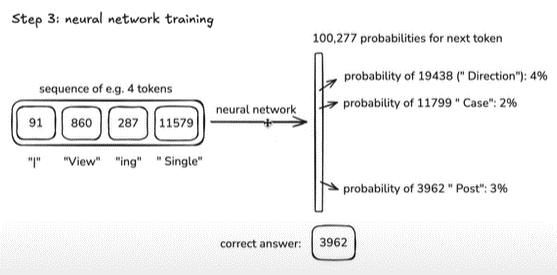 Step 3: neural network training
100,277 probabilities for next token
sequence of e.g. 4 tokens
probability of 19438 (" Direction"): 4%
neural network
probability of 11799 " Case": 2%
91 860 287 11579
"|" "View" "ing" " Single"
probability of 3962 " Post": 3%
correct answer: 3962